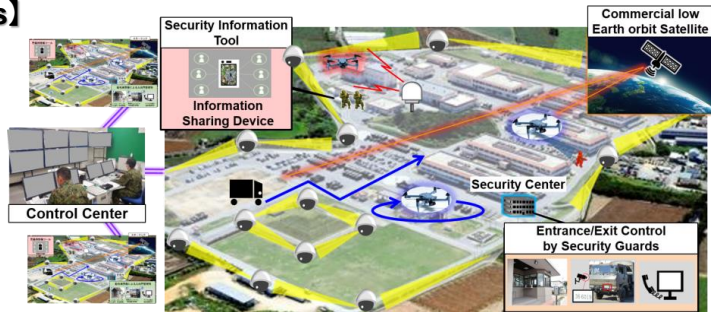 s】
Security Information
Tool
Information
Sharing Device
Commercial low
Earth orbit Satellite
Control Center
Security Center
Entrance/Exit Control
by Security Guards